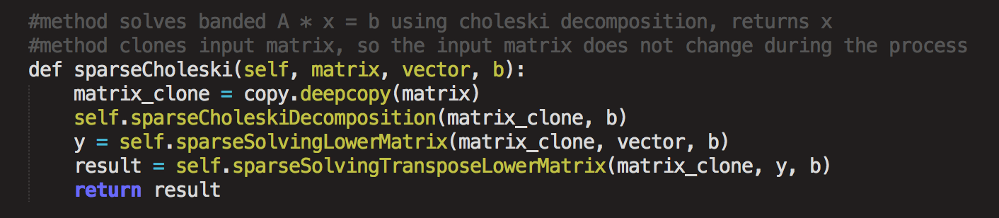 #method solves banded A * x = b using choleski decomposition, returns x
#method clones input matrix, so the input matrix does not change during the process
def sparseCholeski(self, matrix, vector, b):
    matrix_clone = copy.deepcopy(matrix)
    self.sparseCholeskiDecomposition(matrix_clone, b)
    y = self.sparseSolvingLowerMatrix(matrix_clone, vector, b)
    result = self.sparseSolvingTransposeLowerMatrix(matrix_clone, y, b)
    return result